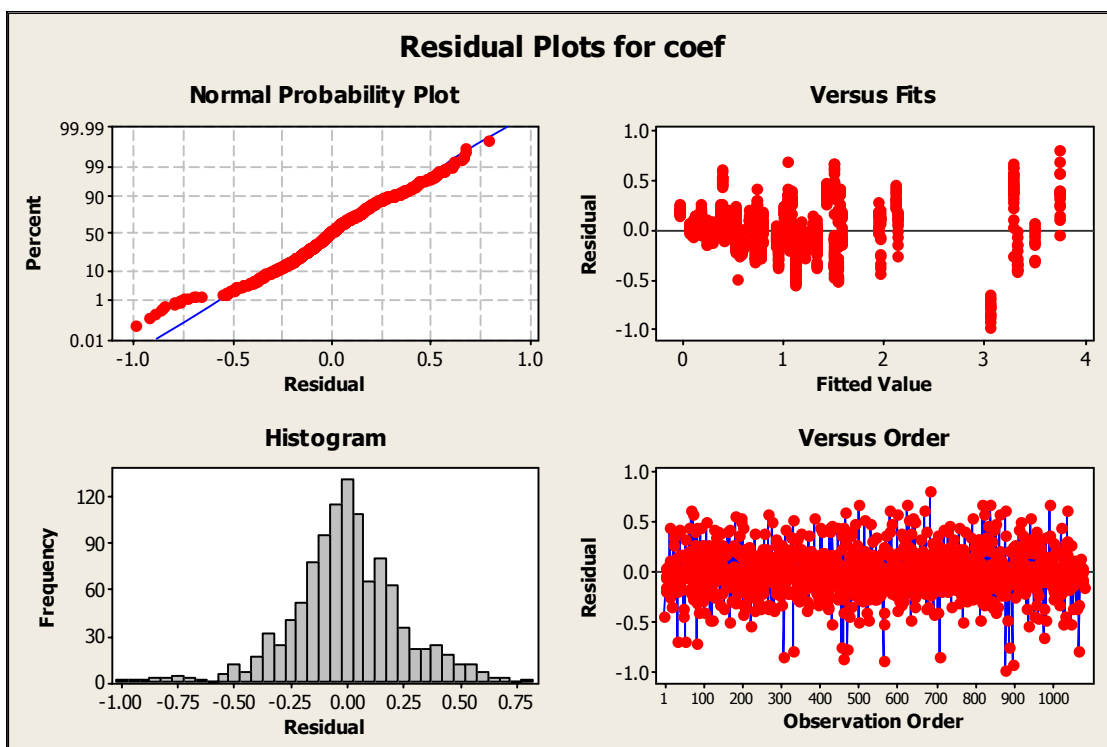 Residual Plots for coef
Normal Probability Plot
99.99
99
90
50
10
1
0.01
Percent
-1.0 -0.5 0.0 0.5 1.0
Residual
Versus Fits
1.0
0.5
0.0
-0.5
-1.0
Residual
0 1 2 3 4
Fitted Value
Histogram
120
90
60
30
0
Frequency
-1.00 -0.75 -0.50 -0.25 0.00 0.25 0.50 0.75
Residual
Versus Order
1.0
0.5
0.0
-0.5
-1.0
Residual
1 100 200 300 400 500 600 700 800 900 1000
Observation Order